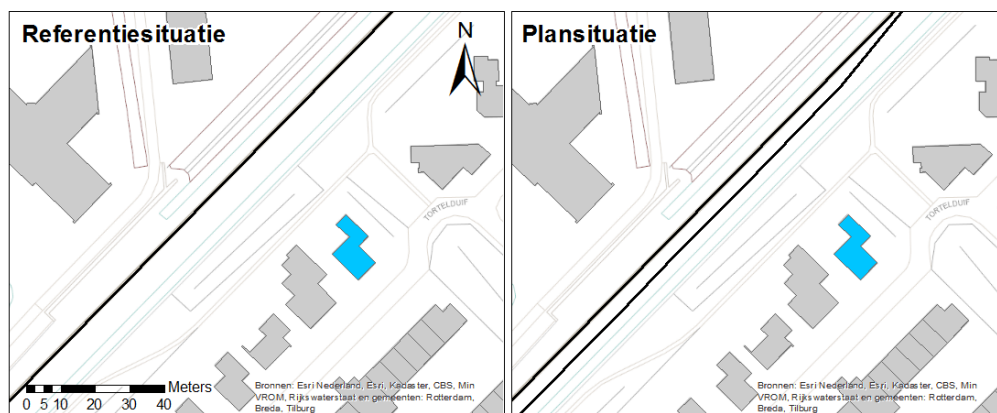 Referentiesituatie
N
TORTELDUIF
Meters
0 5 10 20 30 40
Bronnen: Esri Nederland, Esri, Kadaster, CBS, Min
VROM, Rijkswaterstaat en gemeenten: Rotterdam,
Breda, Tilburg
Plansituatie
TORTELDUIF
Bronnen: Esri Nederland, Esri, Kadaster, CBS, Min
VROM, Rijkswaterstaat en gemeenten: Rotterdam,
Breda, Tilburg